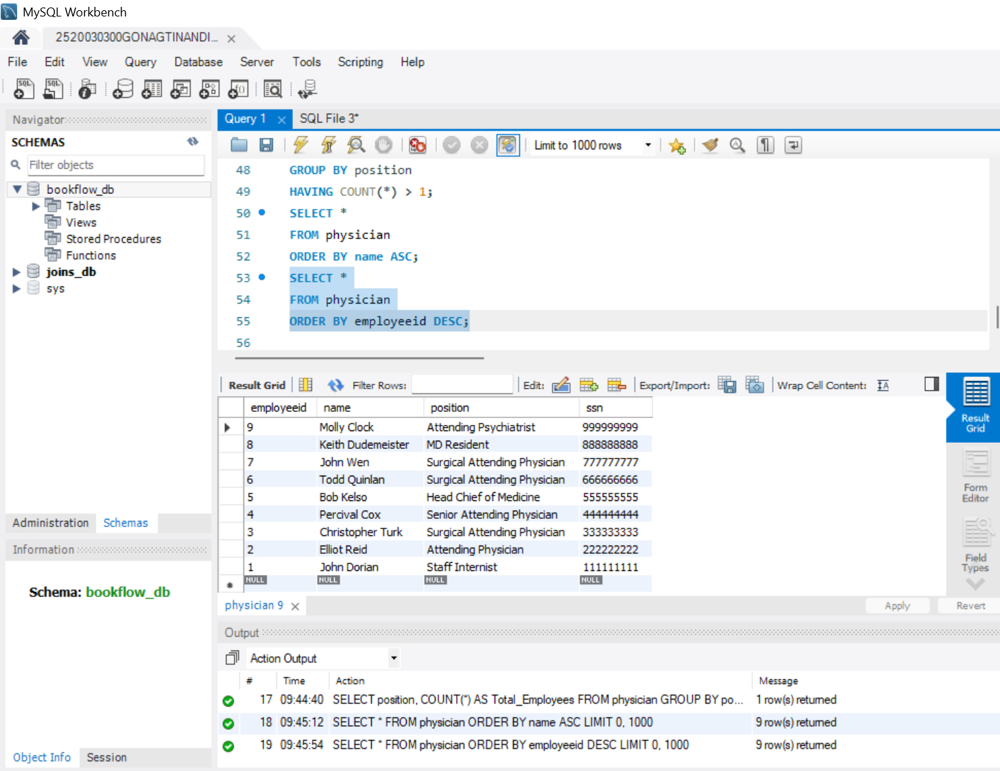 MySQL Workbench
2520030300GONAGTINANDI...
File Edit View Query Database Server Tools Scripting Help
Navigator
SCHEMAS
Filter objects
bookflow_db
Tables
Views
Stored Procedures
Functions
joins_db
sys
Administration Schemas
Information
Schema: bookflow_db
Object Info Session
Query 1 SQL File 3*
Limit to 1000 rows
48 GROUP BY position
49 HAVING COUNT(*) > 1;
50 SELECT *
51 FROM physician
52 ORDER BY name ASC;
53 SELECT *
54 FROM physician
55 ORDER BY employeeid DESC;
56
Result Grid Filter Rows: Edit: Export/Import: Wrap Cell Content:
employeeid name position ssn
9 Molly Clock Attending Psychiatrist 999999999
8 Keith Dudemeister MD Resident 888888888
7 John Wen Surgical Attending Physician 777777777
6 Todd Quinlan Surgical Attending Physician 666666666
5 Bob Kelso Head Chief of Medicine 555555555
4 Percival Cox Senior Attending Physician 444444444
3 Christopher Turk Surgical Attending Physician 333333333
2 Elliot Reid Attending Physician 222222222
1 John Dorian Staff Internist 111111111
NULL NULL NULL NULL
Result
Grid
Form
Editor
Field
Types
physician 9 Apply Revert
Output
Action Output
# Time Action Message
17 09:44:40 SELECT position, COUNT(*) AS Total_Employees FROM physician GROUP BY po... 1 row(s) returned
18 09:45:12 SELECT * FROM physician ORDER BY name ASC LIMIT 0, 1000 9 row(s) returned
19 09:45:54 SELECT * FROM physician ORDER BY employeeid DESC LIMIT 0, 1000 9 row(s) returned